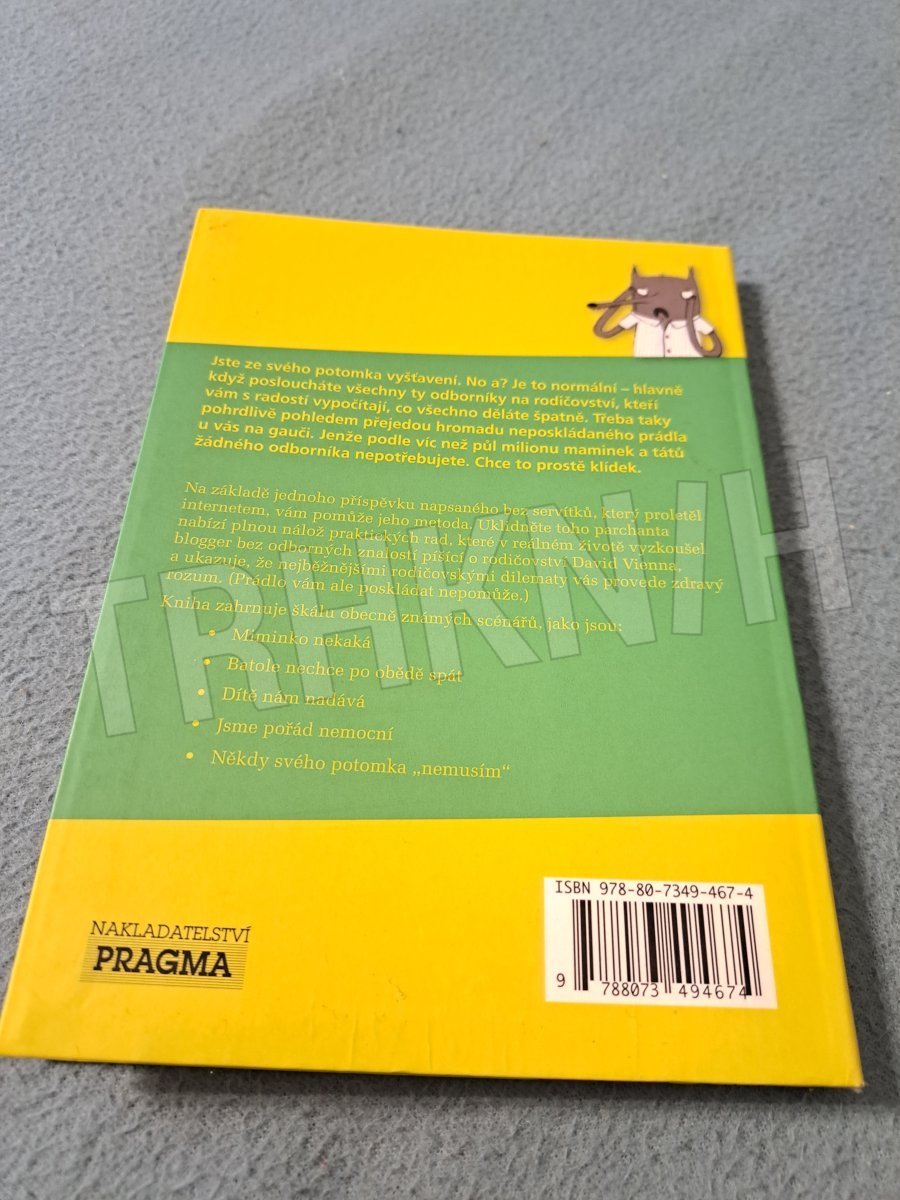 Jste ze svého potomka vyšťavení. No a? Je to normální – hlavně
když posloucháte všechny ty odborníky na rodičovství, kteří
vám s radostí vypočítají, co všechno děláte špatně. Třeba taky
pohrdlivě pohledem přejedou hromadu neposkládaného prádla
u vás na gauči. Jenže podle víc než půl milionu maminek a tátů
žádného odborníka nepotřebujete. Chce to prostě klídek.
Na základě jednoho příspěvku napsaného bez servítků, který proletěl
internetem, vám pomůže jeho metoda. Uklidněte toho parchanta
nabízí plnou nálož praktických rad, které v reálném životě vyzkoušel
blogger bez odborných znalostí píšící o rodičovství David Vienna,
a ukazuje, že nejběžnějšími rodičovskými dilematy vás provede zdravý
rozum. (Prádlo vám ale poskládat nepomůže.)
Kniha zahrnuje škálu obecně známých scénářů, jako jsou:
• Miminko nekaká
• Batole nechce po obědě spát
• Dítě nám nadává
• Jsme pořád nemocní
• Někdy svého potomka „nemusím“
TRHKNIH
ISBN 978-80-7349-467-4
9 788073 494674
NAKLADATELSTVÍ
PRAGMA